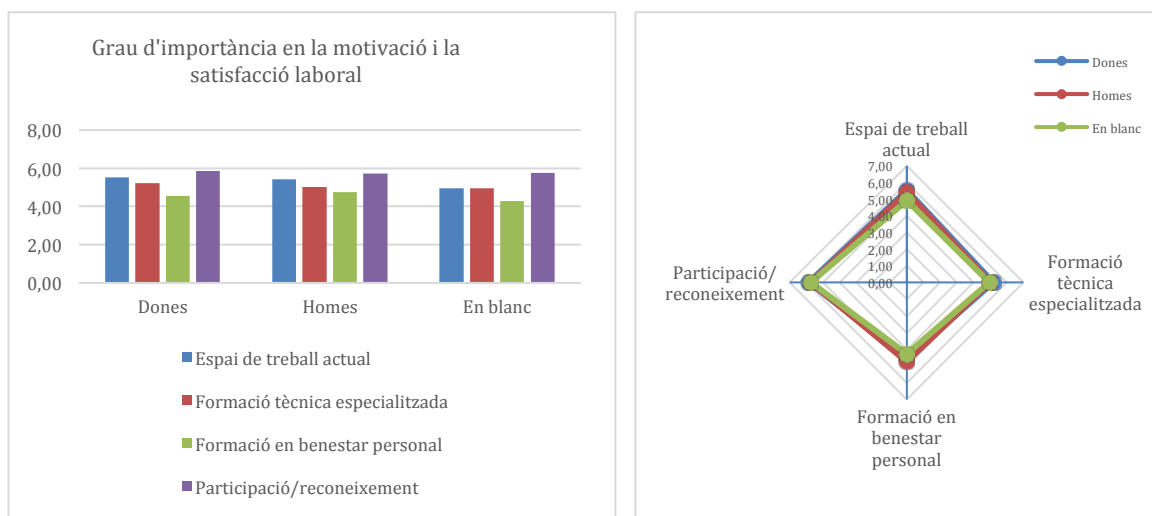 Grau d'importància en la motivació i la
satisfacció laboral
8,00
6,00
4,00
2,00
0,00
Dones
Homes
En blanc
Espai de treball actual
Formació tècnica especialitzada
Formació en benestar personal
Participació/reconeixement
Dones
Homes
En blanc
Espai de treball
actual
7,00
6,00
5,00
4,00
3,00
2,00
1,00
0,00
Formació
tècnica
especialitzada
Formació en
benestar
personal
Participació/
reconeixement